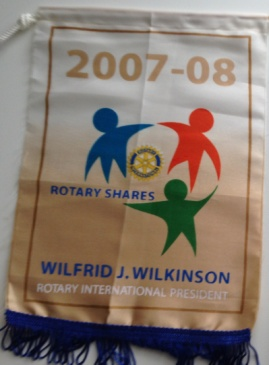 2007-08
ROTARY SHARES
WILFRID J. WILKINSON
ROTARY INTERNATIONAL PRESIDENT